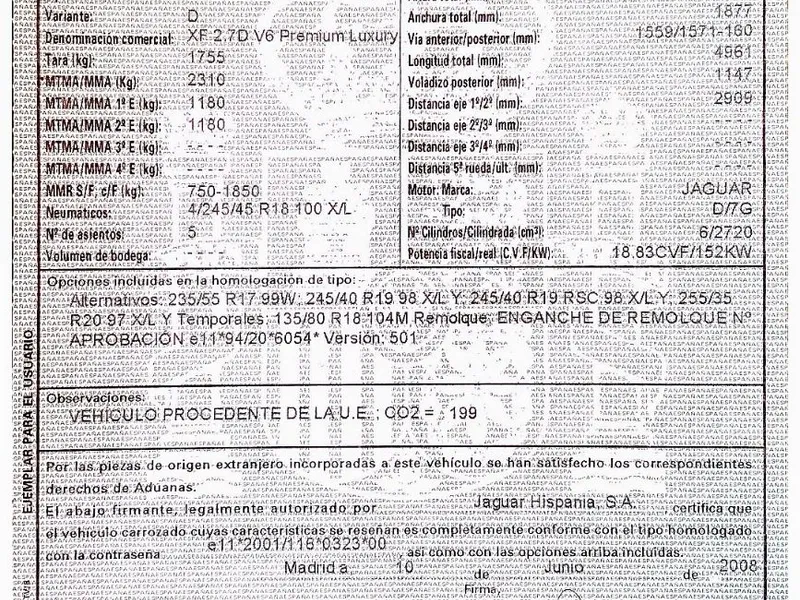 Variante: D
Denominación comercial: XF 2.7D V6 Premium Luxury
Tara (kg): 1755
MTMA/MMA (Kg): 2310
MTMA/MMA 1º E (kg): 1180
MTMA/MMA 2º E (kg): 1180
MTMA/MMA 3º E (kg): - - - -
MTMA/MMA 4º E (kg): - - - -
MMR S/F, c/F (kg): 750-1850
Neumaticos: 4/245/45 R18 100 X/L
Nº de asientos: 5
Volumen de bodega: - - - -
Anchura total (mm): 1877
Via anterior/posterior (mm): 1559/1571-160
Longitud total (mm): 4961
Voladizo posterior (mm): 1147
Distancia eje 1º/2º (mm): 2909
Distancia eje 2º/3º (mm): - - - -
Distancia eje 3º/4º (mm): - - - -
Distancia 5ª rueda/últ. (mm):
Motor: Marca: JAGUAR
Tipo: D/7G
Nº Cilindros/Cilindrada (cm³): 6/2720
Potencia fiscal/real (C.V.F/KW): 18,83CVF/152KW
Opciones incluidas en la homologación de tipo:
Alternativos: 235/55 R17 99W; 245/40 R19 98 X/L Y; 245/40 R19 RSC 98 X/L Y; 255/35
R20 97 X/L Y Temporales; 135/80 R18 104M Remolque; ENGANCHE DE REMOLQUE Nº
APROBACIÓN e11*94/20*6054* Versión: 501
Observaciones:
VEHICULO PROCEDENTE DE LA U.E. ; CO2 = 199
Por las piezas de origen extranjero incorporadas a este vehículo se han satisfecho los correspondientes
derechos de Aduanas.
El abajo firmante, legalmente autorizado por Jaguar Hispania, S.A. , certifica que
el vehículo carrozado cuyas características se reseñan es completamente conforme con el tipo homologado
con la contraseña e11*2001/116*0323*00 así como con las opciones arriba incluidas.
Madrid a 10 de Junio de 2008
Firma,
EJEMPLAR PARA EL USUARIO